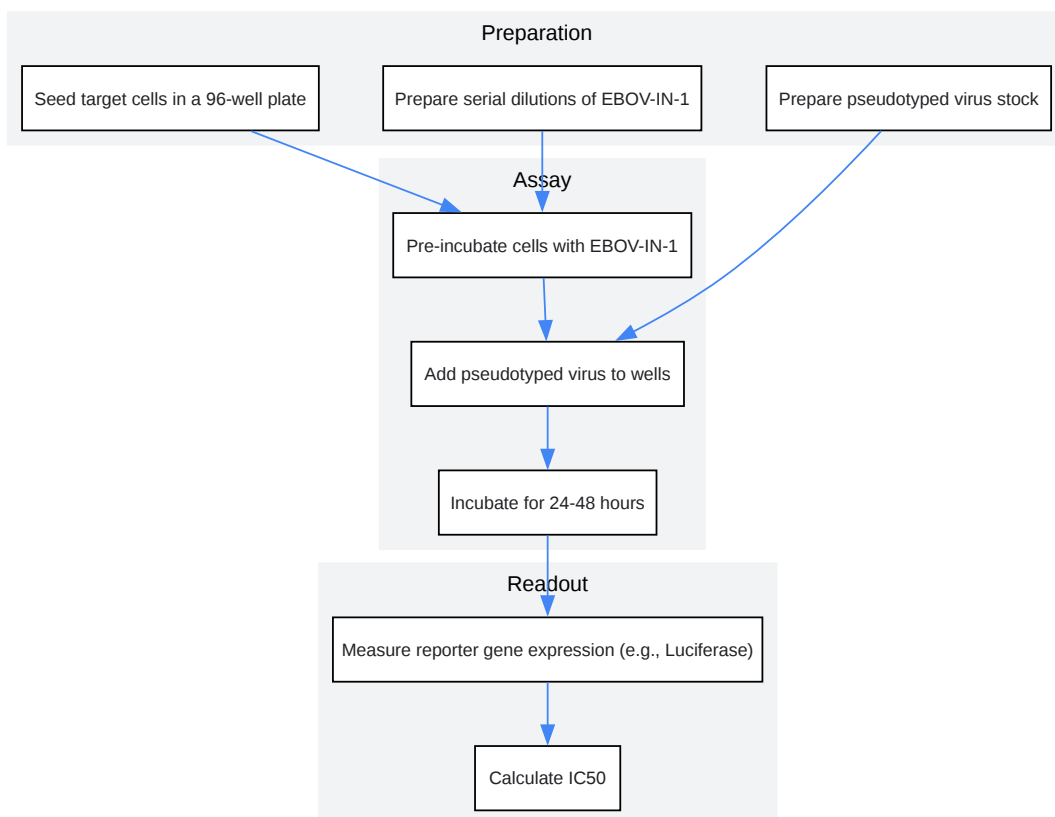 Preparation
Seed target cells in a 96-well plate
Prepare serial dilutions of EBOV-IN-1
Prepare pseudotyped virus stock
Assay
Pre-incubate cells with EBOV-IN-1
Add pseudotyped virus to wells
Incubate for 24-48 hours
Readout
Measure reporter gene expression (e.g., Luciferase)
Calculate IC50